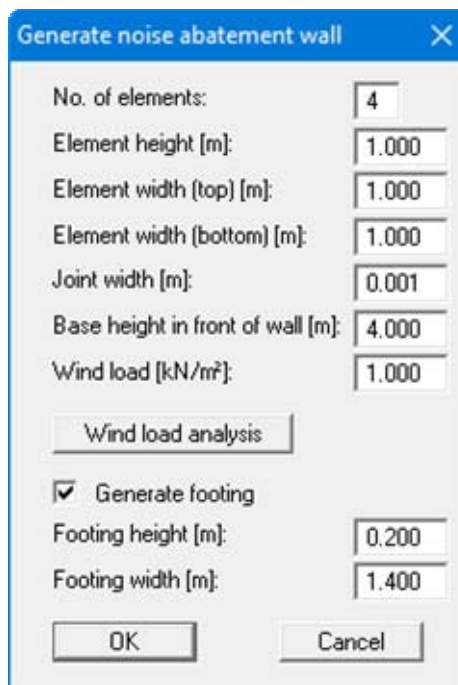 Generate noise abatement wall
No. of elements: 4
Element height [m]: 1.000
Element width (top) [m]: 1.000
Element width (bottom) [m]: 1.000
Joint width [m]: 0.001
Base height in front of wall [m]: 4.000
Wind load [kN/m²]: 1.000
Wind load analysis
Generate footing
Footing height [m]: 0.200
Footing width [m]: 1.400
OK Cancel